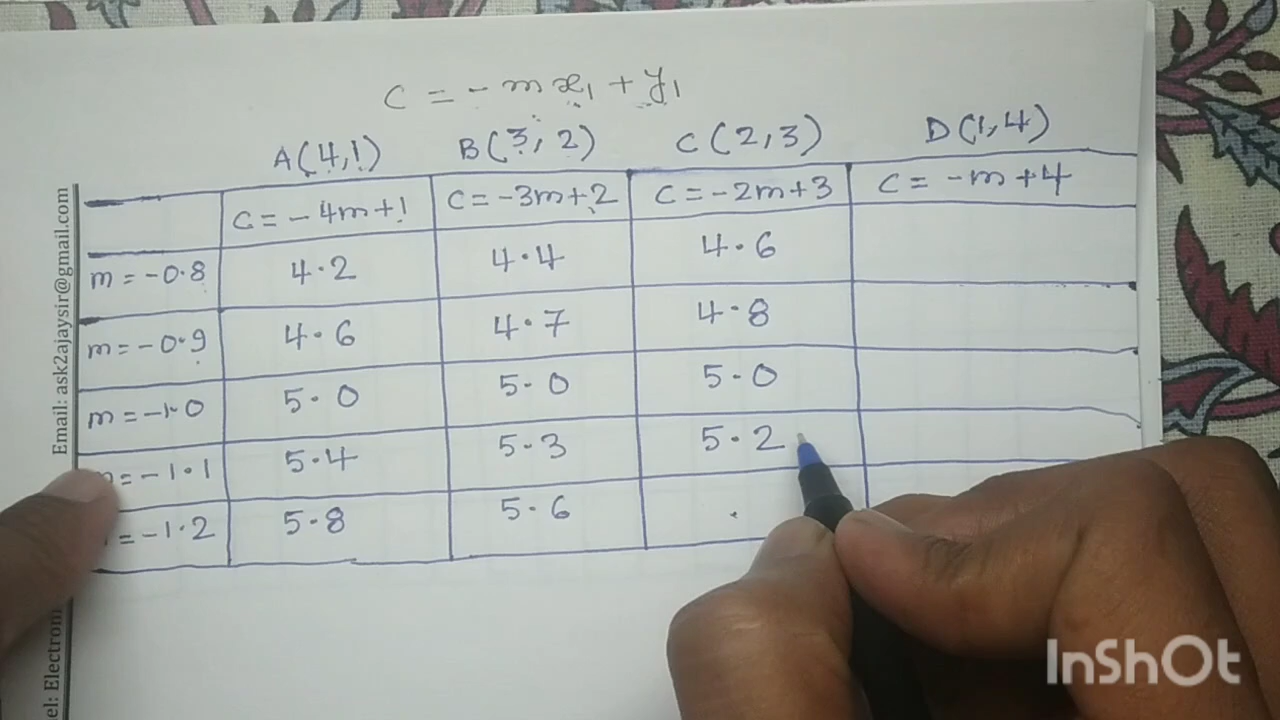 c = - m x₁ + y₁
A(4,1) B(3,2) C(2,3) D(1,4)
c = -4m+1 c = -3m+2 c = -2m+3 c = -m+4
m = -0.8 4.2 4.4 4.6
m = -0.9 4.6 4.7 4.8
m = -1.0 5.0 5.0 5.0
= -1.1 5.4 5.3 5.2
= -1.2 5.8 5.6
Email: ask2ajaysir@gmail.com
InShOt